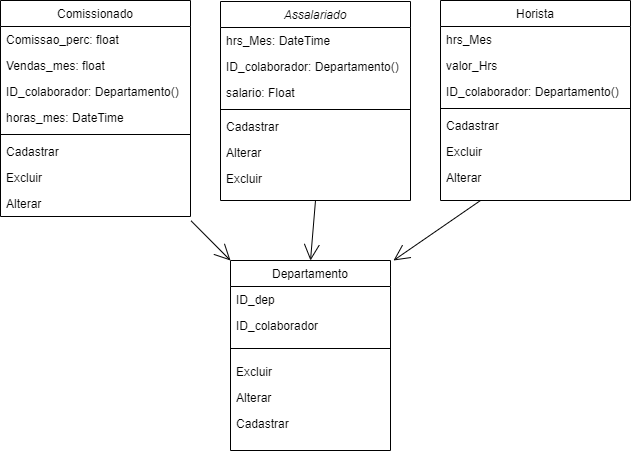 Comissionado
Comissao_perc: float
Vendas_mes: float
ID_colaborador: Departamento()
horas_mes: DateTime
Cadastrar
Excluir
Alterar
Assalariado
hrs_Mes: DateTime
ID_colaborador: Departamento()
salario: Float
Cadastrar
Alterar
Excluir
Horista
hrs_Mes
valor_Hrs
ID_colaborador: Departamento()
Cadastrar
Excluir
Alterar
Departamento
ID_dep
ID_colaborador
Excluir
Alterar
Cadastrar